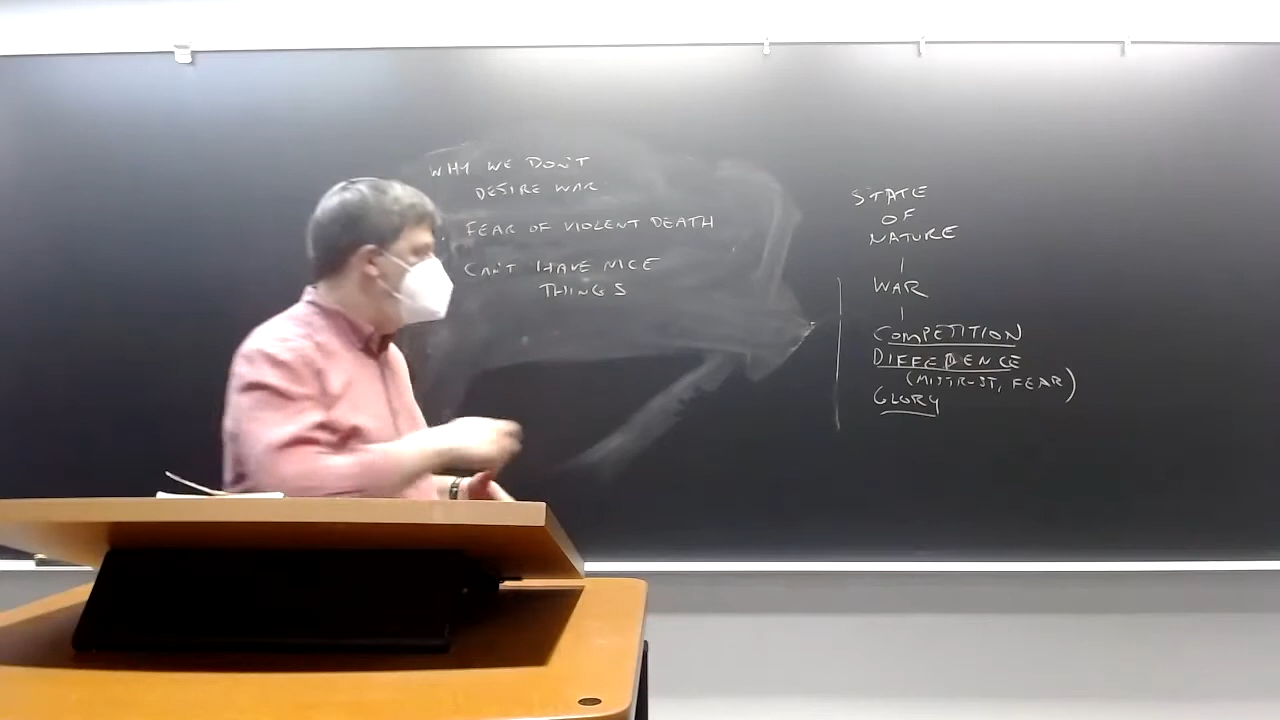 WHY WE DON'T
DESIRE WAR
FEAR OF VIOLENT DEATH
CAN'T HAVE NICE
THINGS
STATE
OF
NATURE
WAR
COMPETITION
DIFFERENCE
(MISTRUST, FEAR)
GLORY